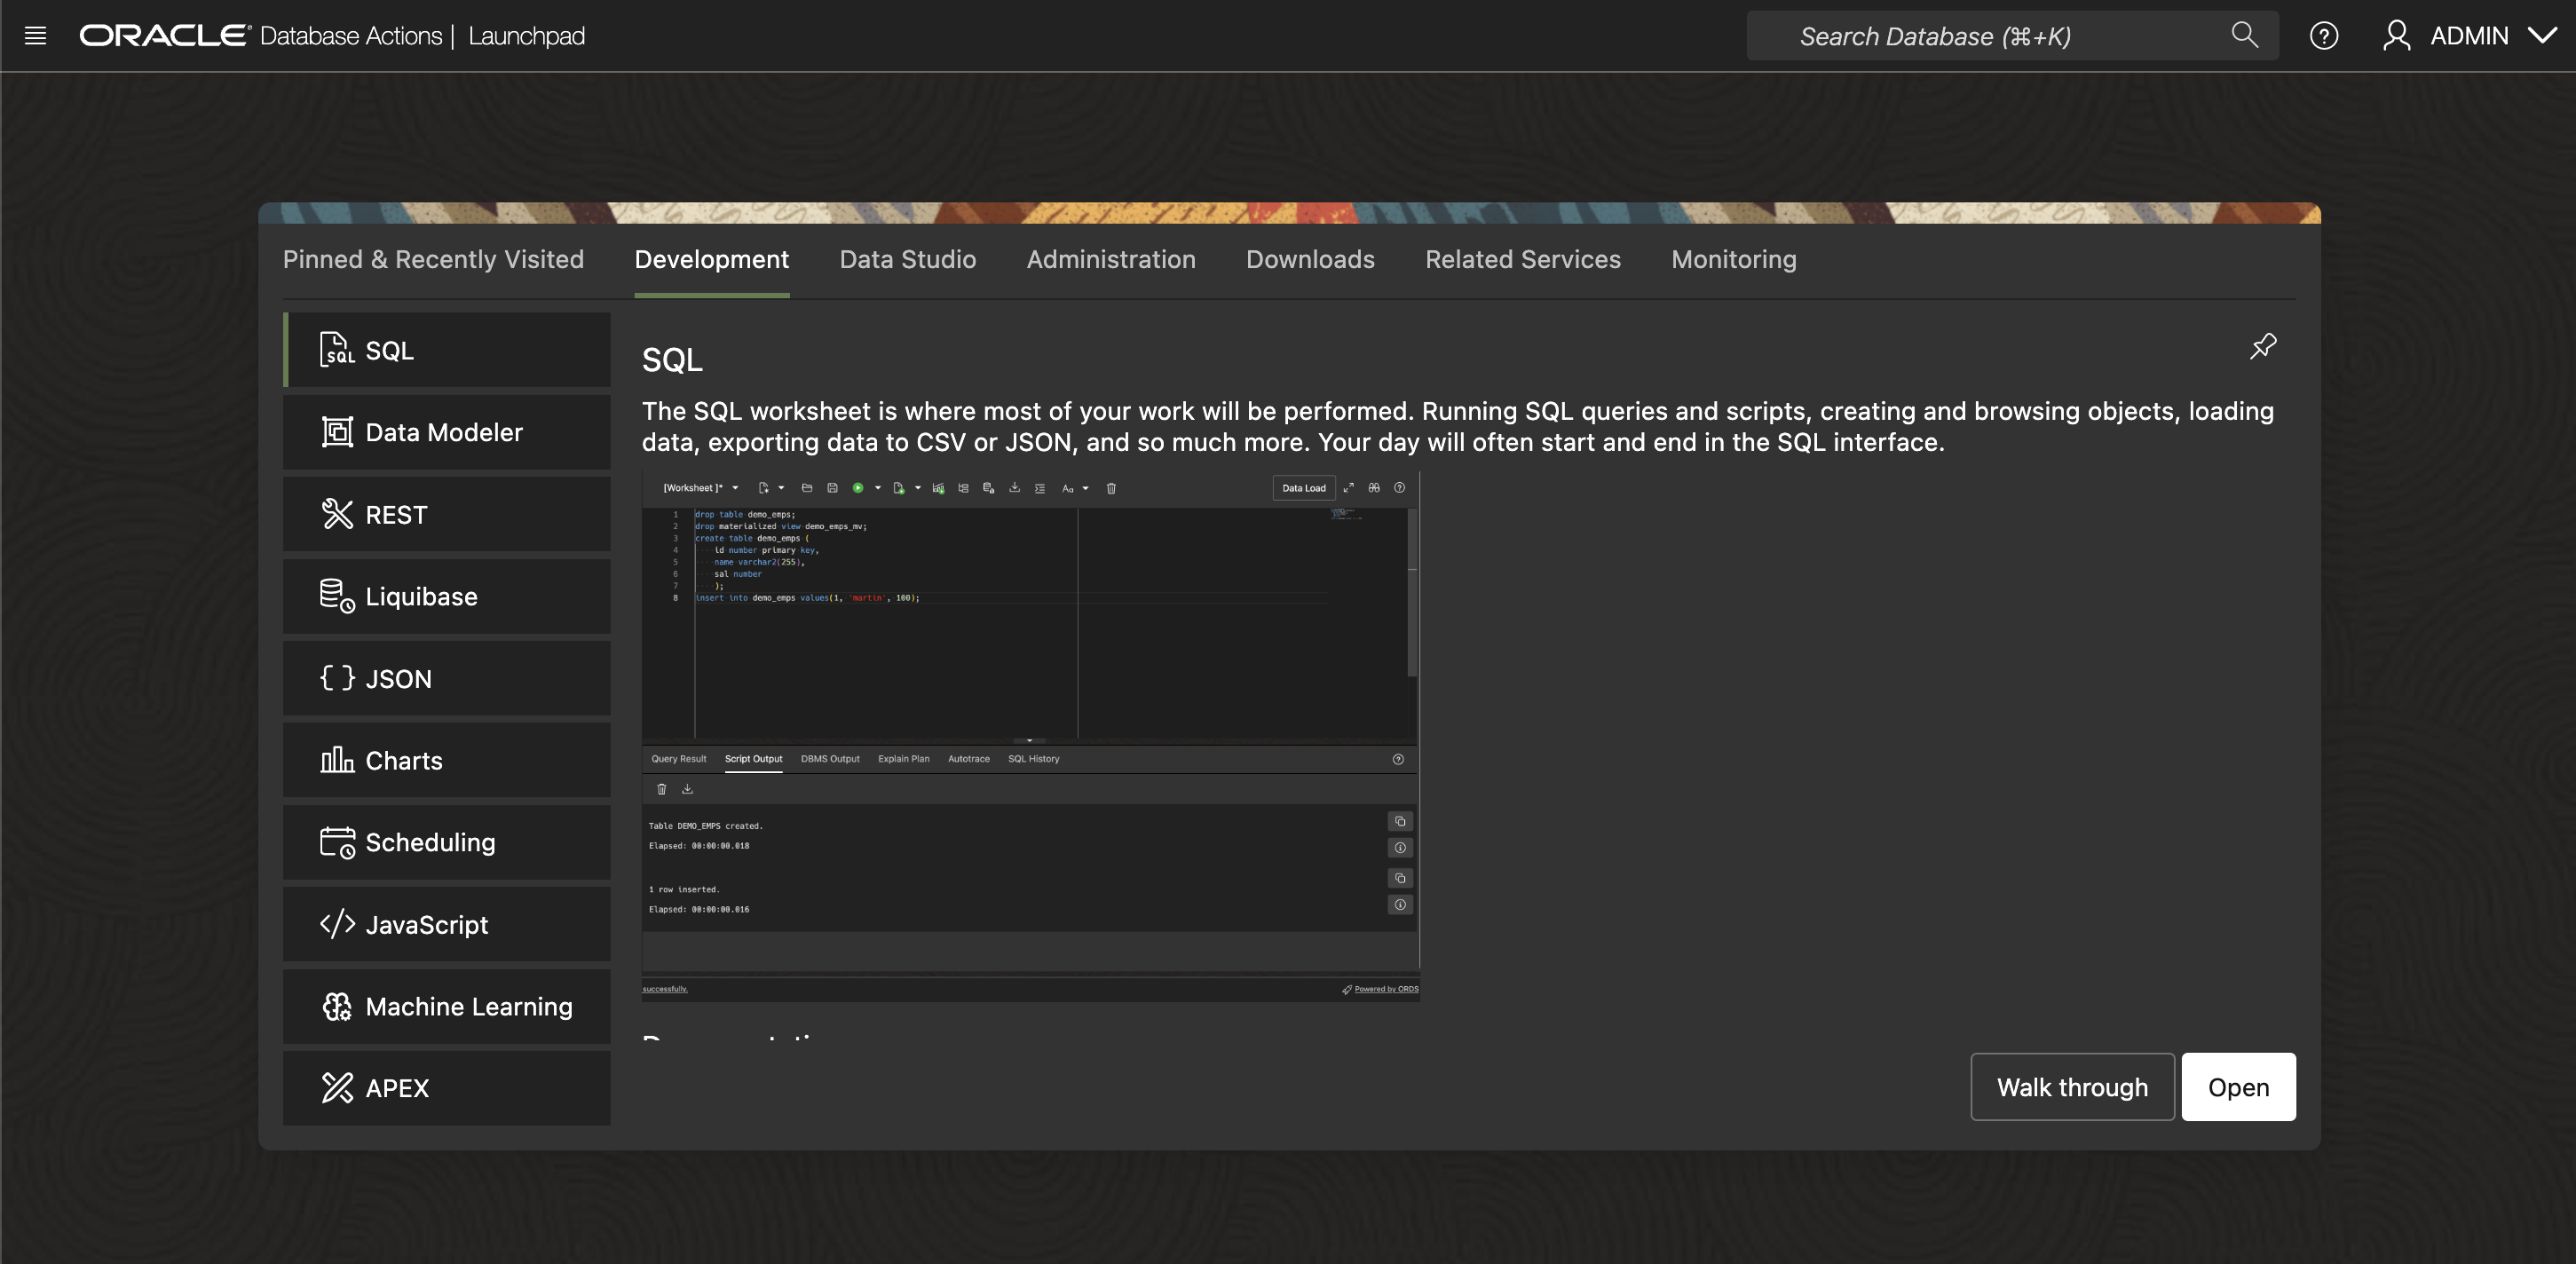 ORACLE Database Actions | Launchpad
Search Database (⌘+K)
ADMIN
Pinned & Recently Visited
Development
Data Studio
Administration
Downloads
Related Services
Monitoring
SQL
SQL
Data Modeler
REST
Liquibase
JSON
Charts
Scheduling
JavaScript
Machine Learning
APEX
SQL
The SQL worksheet is where most of your work will be performed. Running SQL queries and scripts, creating and browsing objects, loading
data, exporting data to CSV or JSON, and so much more. Your day will often start and end in the SQL interface.
[Worksheet ]*
Aa
Data Load
1 drop table demo_emps;
2 drop materialized view demo_emps_mv;
3 create table demo_emps (
4 id number primary key,
5 name varchar2(255),
6 sal number
7 );
8 insert into demo_emps values(1, 'martin', 100);
Query Result
Script Output
DBMS Output
Explain Plan
Autotrace
SQL History
Table DEMO_EMPS created.
Elapsed: 00:00:00.018
1 row inserted.
Elapsed: 00:00:00.016
successfully.
Powered by ORDS
Walk through
Open